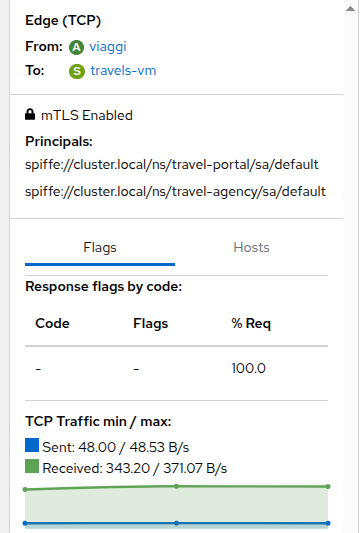 Edge (TCP)
From: A viaggi
To: S travels-vm
mTLS Enabled
Principals:
spiffe://cluster.local/ns/travel-portal/sa/default
spiffe://cluster.local/ns/travel-agency/sa/default
Flags Hosts
Response flags by code:
Code Flags % Req
- - 100.0
TCP Traffic min / max:
Sent: 48.00 / 48.53 B/s
Received: 343.20 / 371.07 B/s